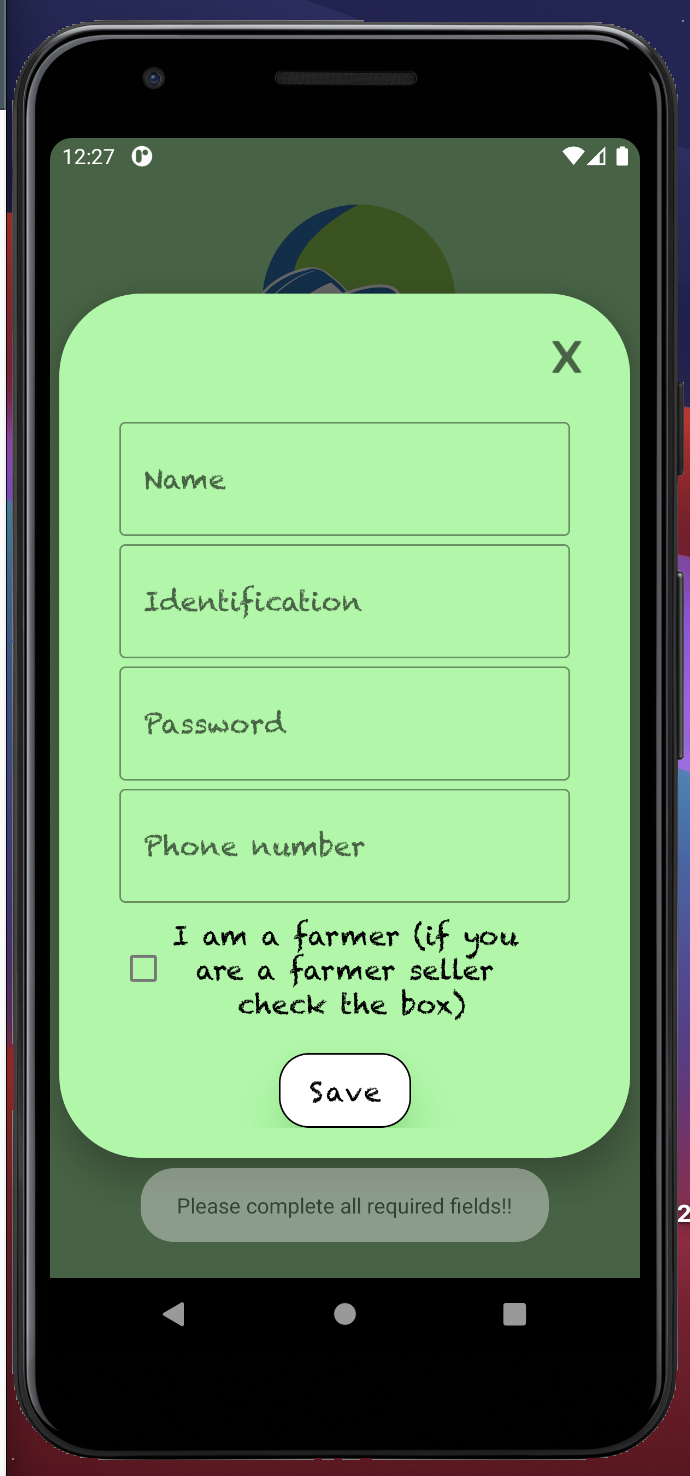 12:27
X
Name
Identification
Password
Phone number
I am a farmer (if you
are a farmer seller
check the box)
Save
Please complete all required fields!!
2